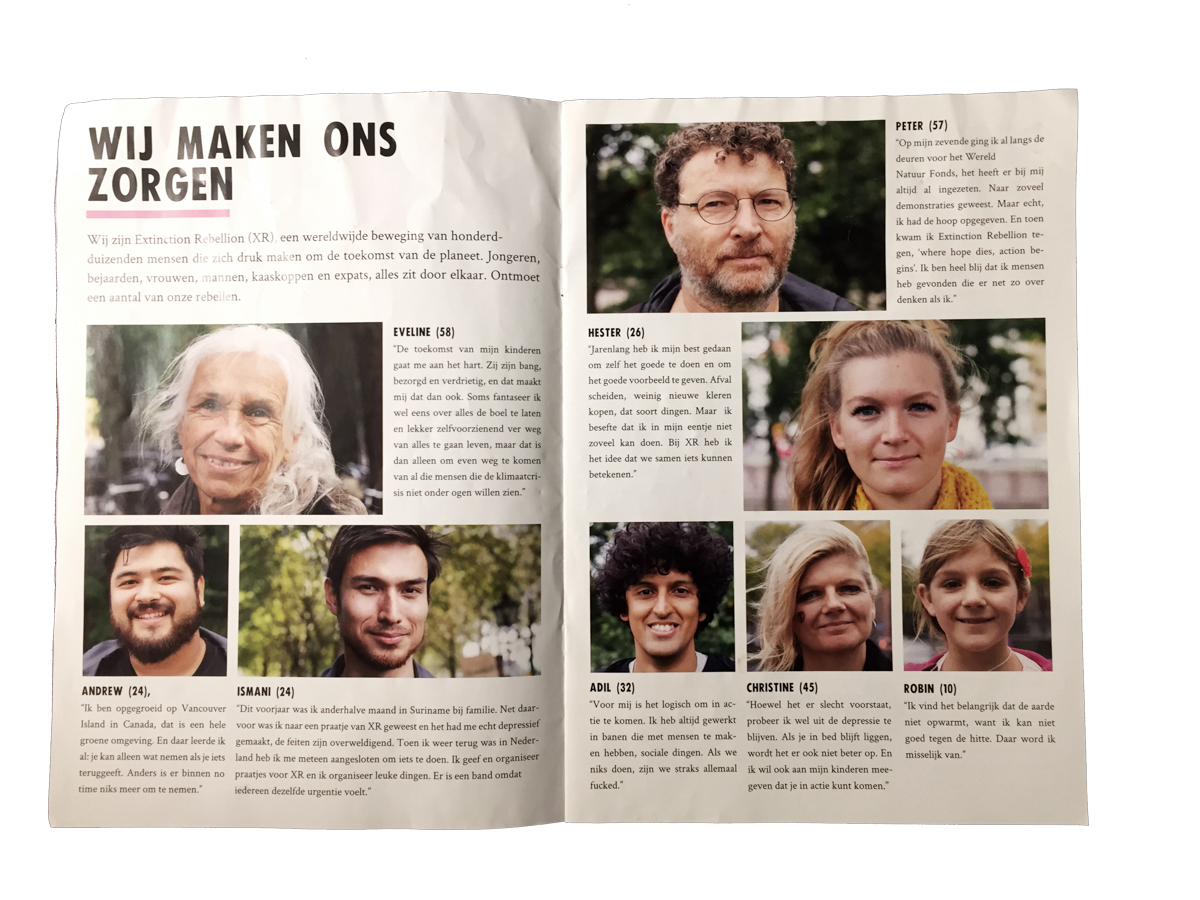 WIJ MAKEN ONS
ZORGEN
Wij zijn Extinction Rebellion (XR), een wereldwijde beweging van honderd-
duizenden mensen die zich druk maken om de toekomst van de planeet. Jongeren,
bejaarden, vrouwen, mannen, kaaskoppen en expats, alles zit door elkaar. Ontmoet
een aantal van onze rebellen.
EVELINE (58)
"De toekomst van mijn kinderen
gaat me aan het hart. Zij zijn bang,
bezorgd en verdrietig, en dat maakt
mij dat dan ook. Soms fantaseer ik
wel eens over alles de boel te laten
en lekker zelfvoorzienend ver weg
van alles te gaan leven, maar dat is
dan alleen om even weg te komen
van al die mensen die de klimaatcri-
sis niet onder ogen willen zien."
ANDREW (24),
"Ik ben opgegroeid op Vancouver
Island in Canada, dat is een hele
groene omgeving. En daar leerde ik
al: je kan alleen wat nemen als je iets
teruggeeft. Anders is er binnen no
time niks meer om te nemen."
ISMANI (24)
"Dit voorjaar was ik anderhalve maand in Suriname bij familie. Net daar-
voor was ik naar een praatje van XR geweest en het had me echt depressief
gemaakt, de feiten zijn overweldigend. Toen ik weer terug was in Neder-
land heb ik me meteen aangesloten om iets te doen. Ik geef en organiseer
praatjes voor XR en ik organiseer leuke dingen. Er is een band omdat
iedereen dezelfde urgentie voelt."
PETER (57)
"Op mijn zevende ging ik al langs de
deuren voor het Wereld
Natuur Fonds, het heeft er bij mij
altijd al ingezeten. Naar zoveel
demonstraties geweest. Maar echt,
ik had de hoop opgegeven. En toen
kwam ik Extinction Rebellion te-
gen, 'where hope dies, action be-
gins'. Ik ben heel blij dat ik mensen
heb gevonden die er net zo over
denken als ik."
HESTER (26)
"Jarenlang heb ik mijn best gedaan
om zelf het goede te doen en om
het goede voorbeeld te geven. Afval
scheiden, weinig nieuwe kleren
kopen, dat soort dingen. Maar ik
besefte dat ik in mijn eentje niet
zoveel kan doen. Bij XR heb ik
het idee dat we samen iets kunnen
betekenen."
ADIL (32)
"Voor mij is het logisch om in ac-
tie te komen. Ik heb altijd gewerkt
in banen die met mensen te mak-
en hebben, sociale dingen. Als we
niks doen, zijn we straks allemaal
fucked."
CHRISTINE (45)
"Hoewel het er slecht voorstaat,
probeer ik wel uit de depressie te
blijven. Als je in bed blijft liggen,
wordt het er ook niet beter op. En
ik wil ook aan mijn kinderen mee-
geven dat je in actie kunt komen."
ROBIN (10)
"Ik vind het belangrijk dat de aarde
niet opwarmt, want ik kan niet
goed tegen de hitte. Daar word ik
misselijk van."